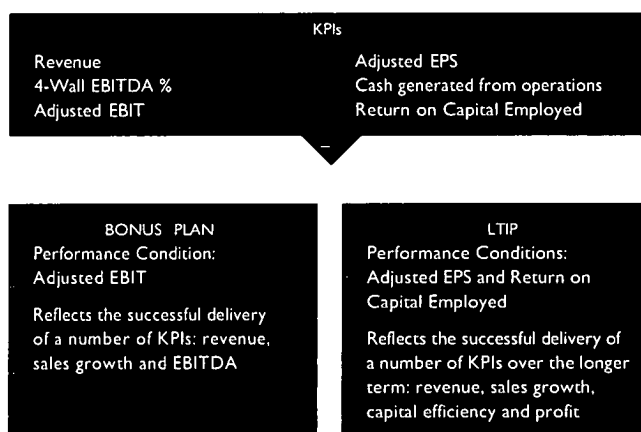 KPIs
Revenue
4-Wall EBITDA %
Adjusted EBIT
Adjusted EPS
Cash generated from operations
Return on Capital Employed
BONUS PLAN
Performance Condition:
Adjusted EBIT
Reflects the successful delivery
of a number of KPIs: revenue,
sales growth and EBITDA
LTIP
Performance Conditions:
Adjusted EPS and Return on
Capital Employed
Reflects the successful delivery of
a number of KPIs over the longer
term: revenue, sales growth,
capital efficiency and profit